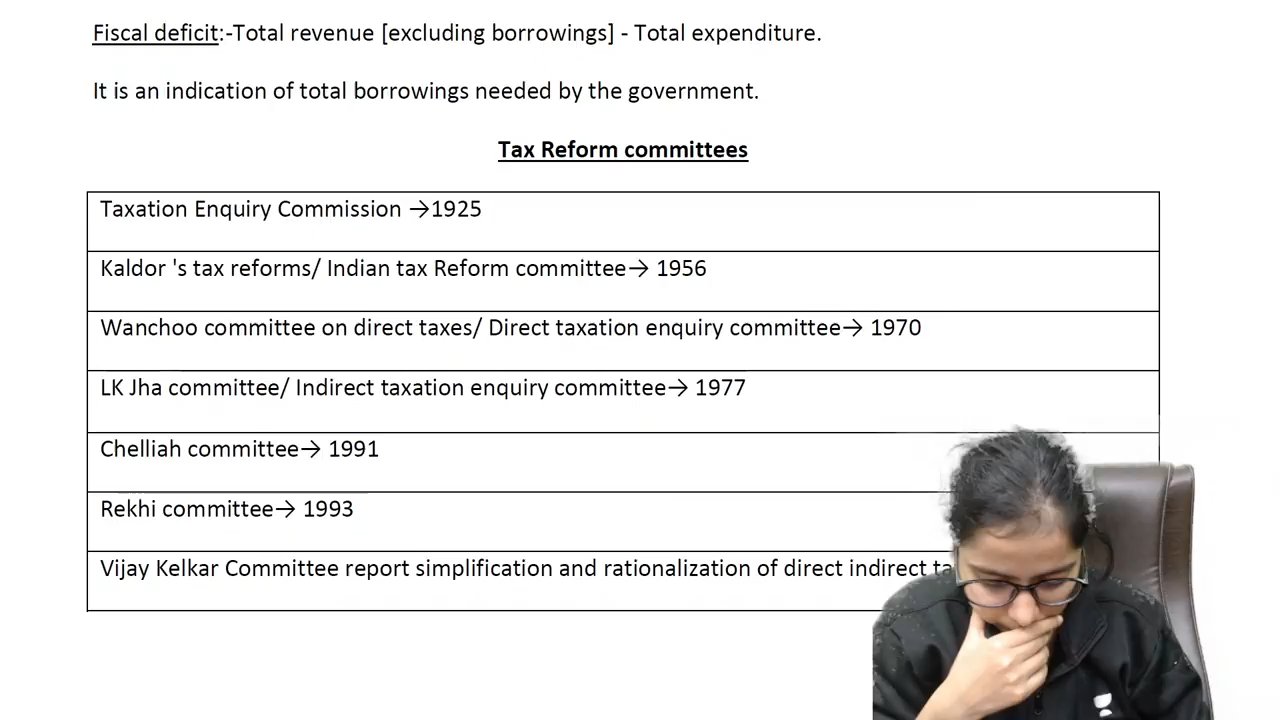 Fiscal deficit:-Total revenue [excluding borrowings] - Total expenditure.
It is an indication of total borrowings needed by the government.
Tax Reform committees
Taxation Enquiry Commission →1925
Kaldor 's tax reforms/ Indian tax Reform committee→ 1956
Wanchoo committee on direct taxes/ Direct taxation enquiry committee→ 1970
LK Jha committee/ Indirect taxation enquiry committee→ 1977
Chelliah committee→ 1991
Rekhi committee→ 1993
Vijay Kelkar Committee report simplification and rationalization of direct indirect